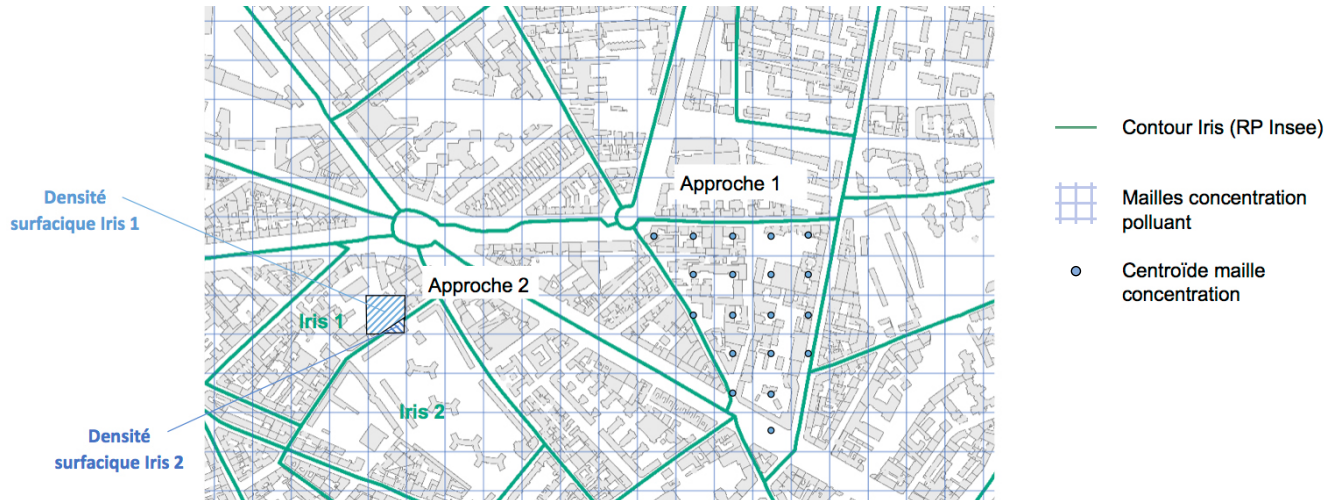 Approche 1
Densité
surfacique Iris 1
Approche 2
Iris 1
Iris 2
Densité
surfacique Iris 2
Contour Iris (RP Insee)
Mailles concentration
polluant
Centroïde maille
concentration